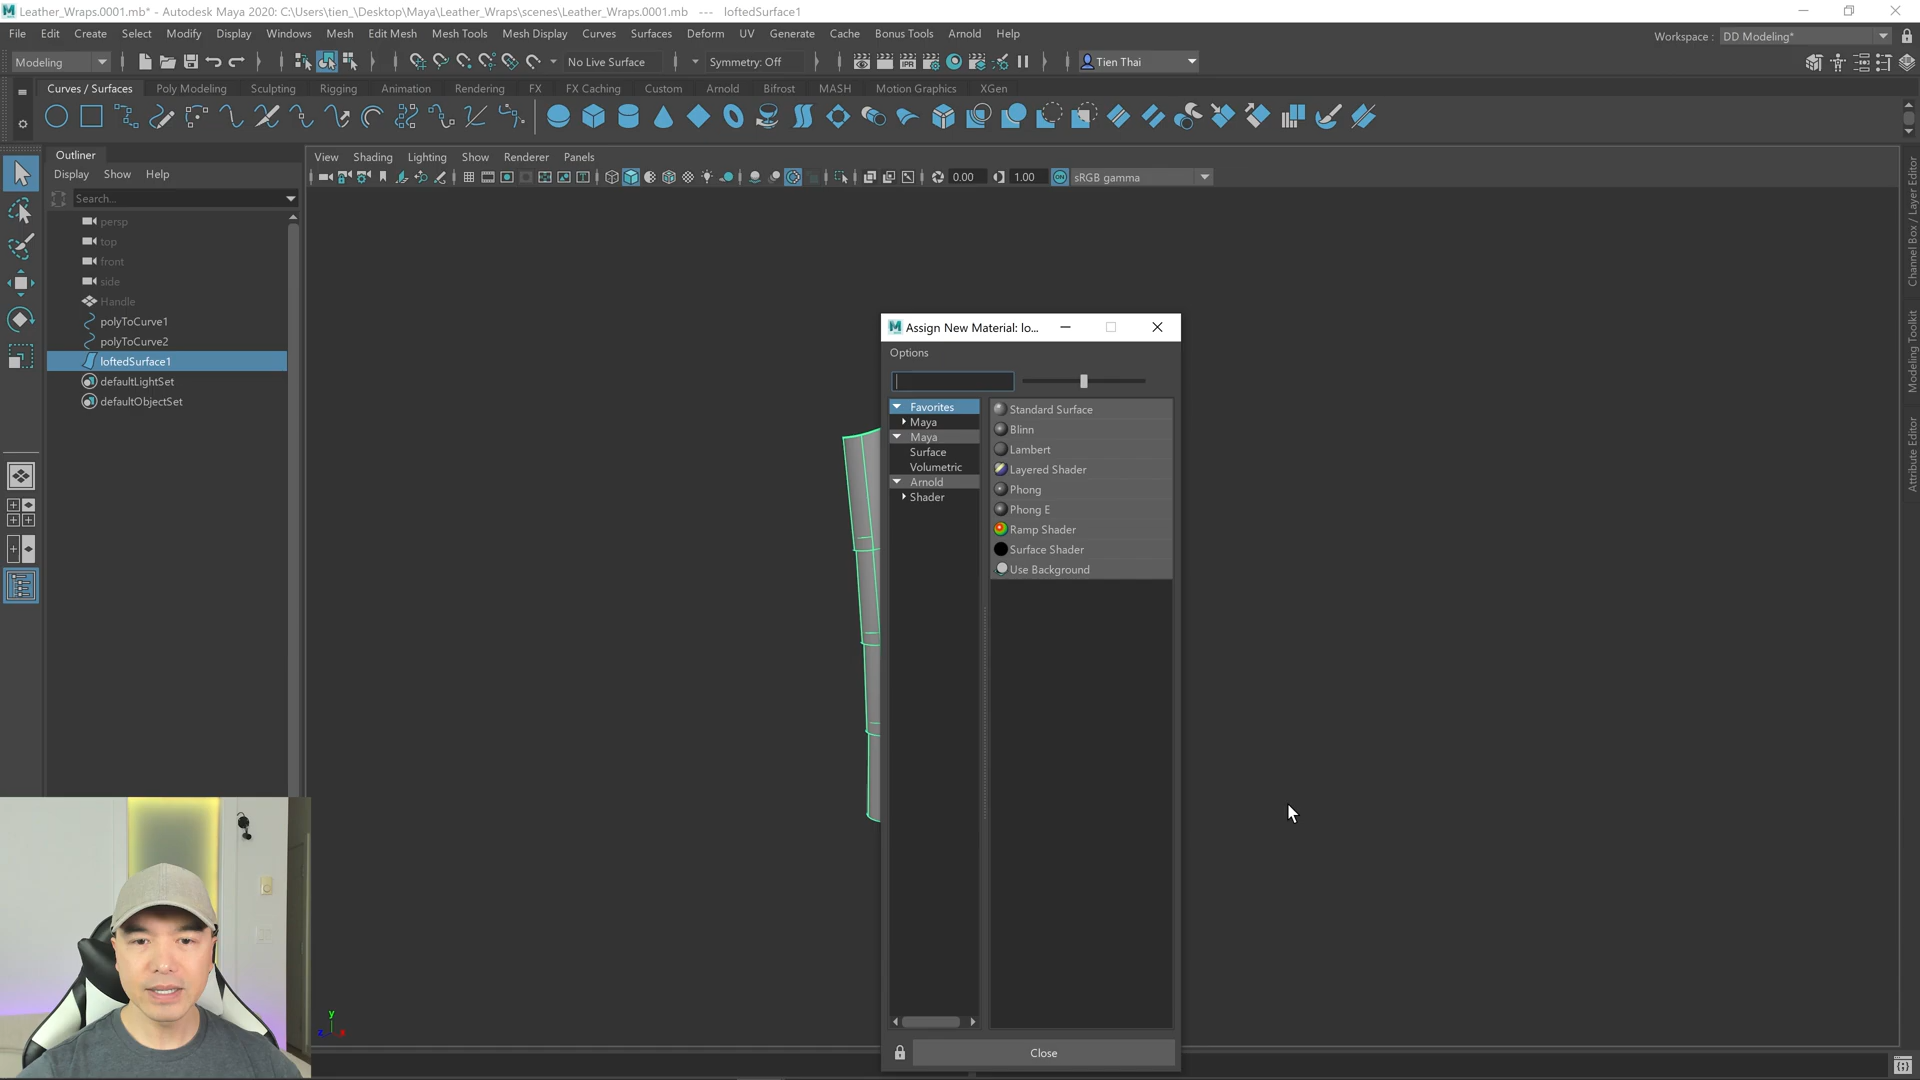 Leather_Wraps.0001.mb* - Autodesk Maya 2020: C:\Users\tien_\Desktop\Maya\Leather_Wraps\scenes\Leather_Wraps.0001.mb --- loftedSurface1
File Edit Create Select Modify Display Windows Mesh Edit Mesh Mesh Tools Mesh Display Curves Surfaces Deform UV Generate Cache Bonus Tools Arnold Help
Workspace : DD Modeling*
Modeling No Live Surface Symmetry: Off IPR Tien Thai
Curves / Surfaces Poly Modeling Sculpting Rigging Animation Rendering FX FX Caching Custom Arnold Bifrost MASH Motion Graphics XGen
Outliner
Display Show Help
Search...
persp
top
front
side
Handle
polyToCurve1
polyToCurve2
loftedSurface1
defaultLightSet
defaultObjectSet
View Shading Lighting Show Renderer Panels
0.00 1.00 ON sRGB gamma
Assign New Material: lo...
Options
Favorites
Maya
Maya
Surface
Volumetric
Arnold
Shader
Standard Surface
Blinn
Lambert
Layered Shader
Phong
Phong E
Ramp Shader
Surface Shader
Use Background
Close
Channel Box / Layer Editor
Modeling Toolkit
Attribute Editor
y
z x